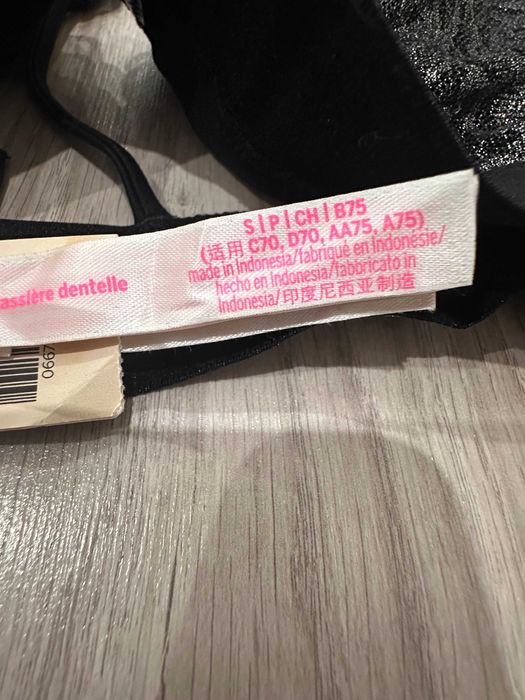 S | P | CH | B75
(适用 C70, D70, AA75, A75)
made in Indonesia/fabriqué en Indonésie/
hecho en Indonesia/fabbricato in
Indonesia/印度尼西亚制造
assière dentelle
0667